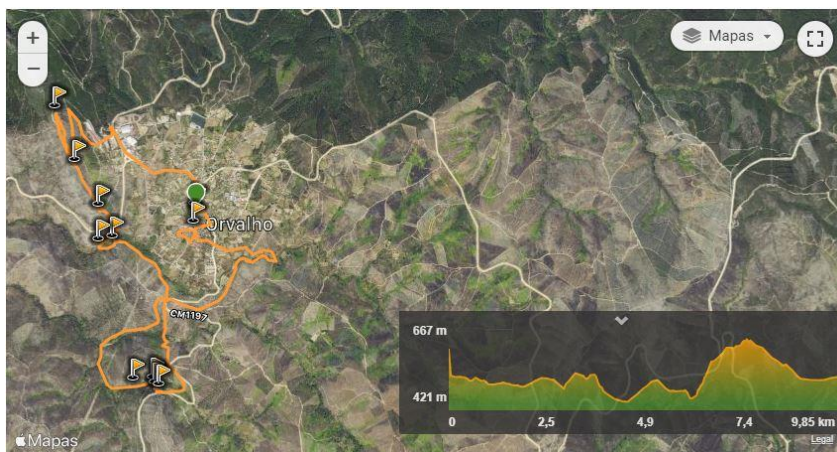 +
Mapas
−
Orvalho
CM1197
667 m
421 m
0 2,5 4,9 7,4 9,85 km
Mapas
Legal